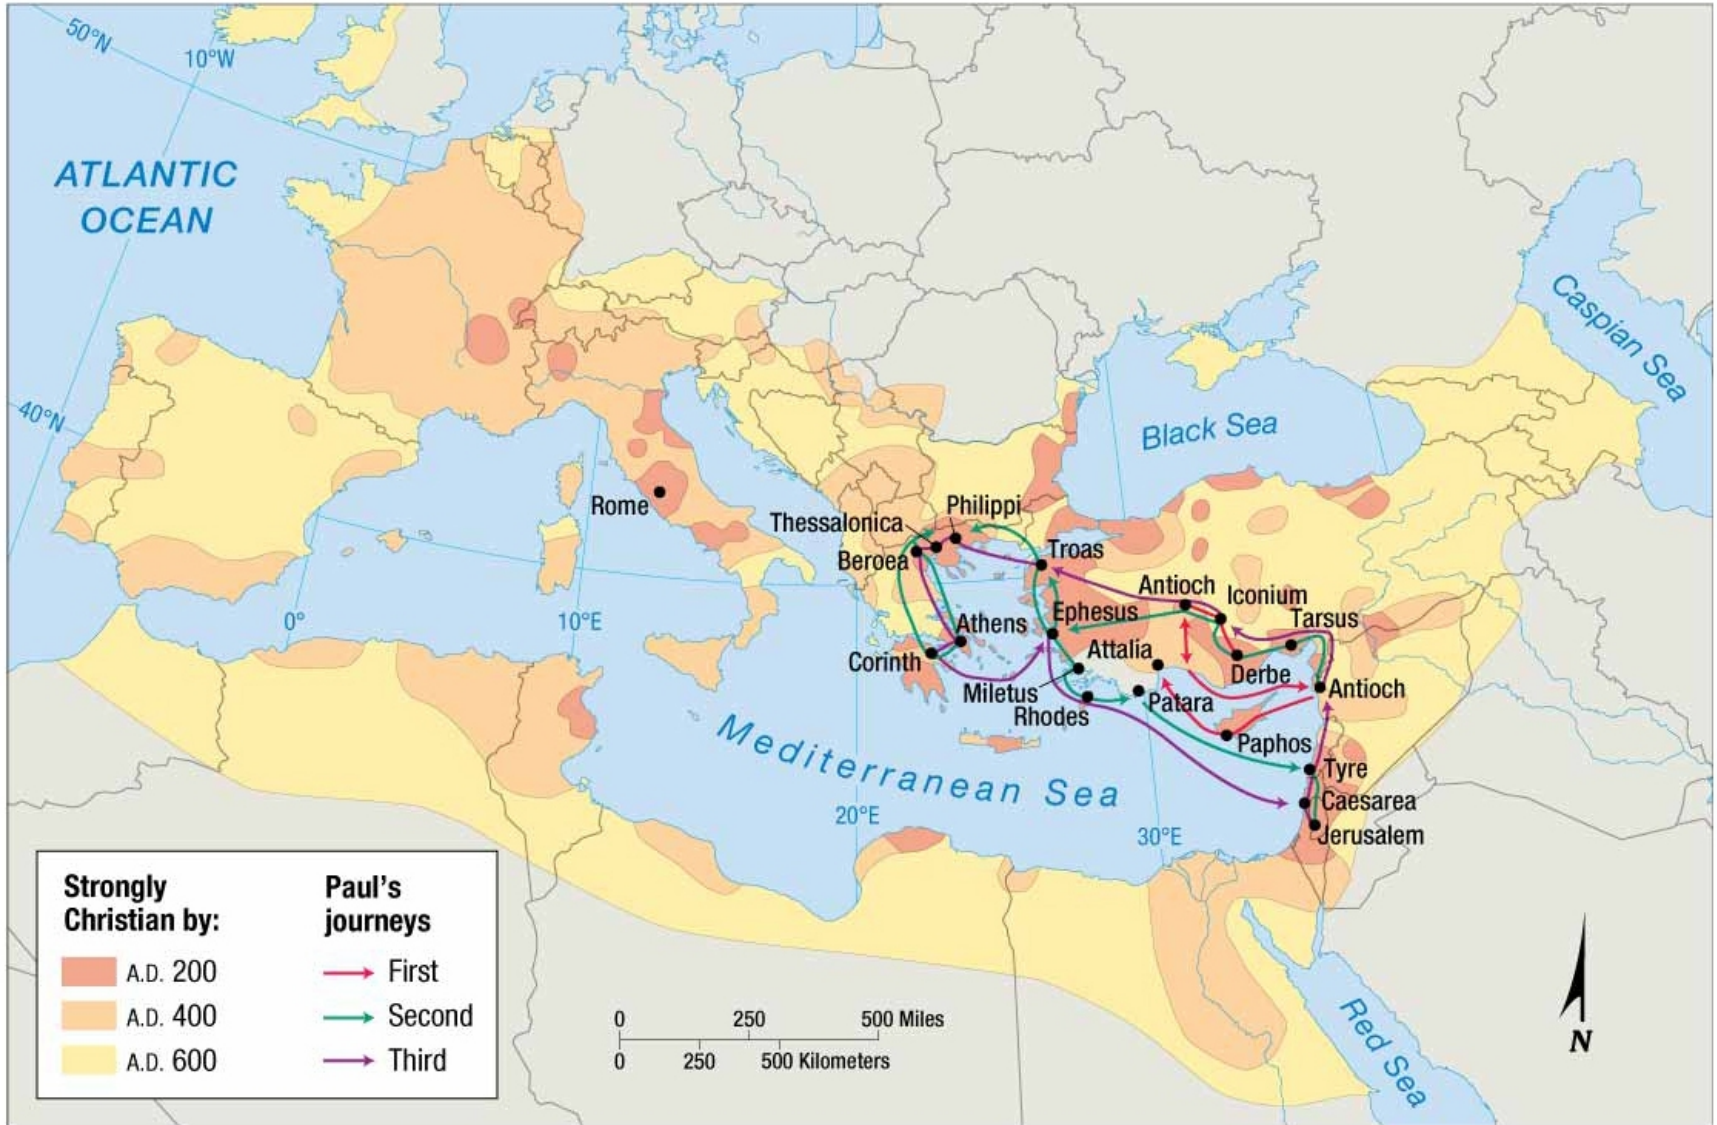 50°N
10°W
ATLANTIC
OCEAN
40°N
0°
10°E
20°E
30°E
Caspian Sea
Black Sea
Mediterranean Sea
Red Sea
Rome
Philippi
Thessalonica
Beroea
Troas
Antioch
Iconium
Tarsus
Ephesus
Athens
Attalia
Corinth
Derbe
Antioch
Miletus
Patara
Rhodes
Paphos
Tyre
Caesarea
Jerusalem
Strongly
Christian by:
A.D. 200
A.D. 400
A.D. 600
Paul's
journeys
First
Second
Third
0 250 500 Miles
0 250 500 Kilometers
N